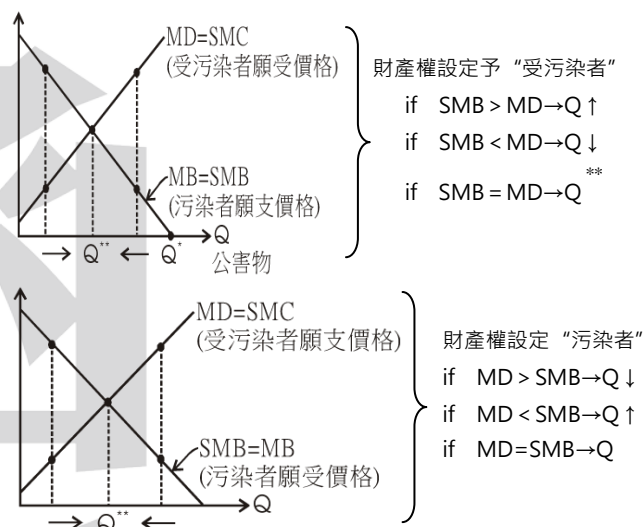 MD=SMC
(受污染者願受價格)
MB=SMB
(污染者願支價格)
Q
→ Q** ← Q*
公害物
財產權設定予“受污染者”
if SMB>MD→Q↑
if SMB<MD→Q↓
if SMB=MD→Q**
MD=SMC
(受污染者願支價格)
SMB=MB
(污染者願受價格)
Q
→ Q** ←
財產權設定“污染者”
if MD>SMB→Q↓
if MD<SMB→Q↑
if MD=SMB→Q